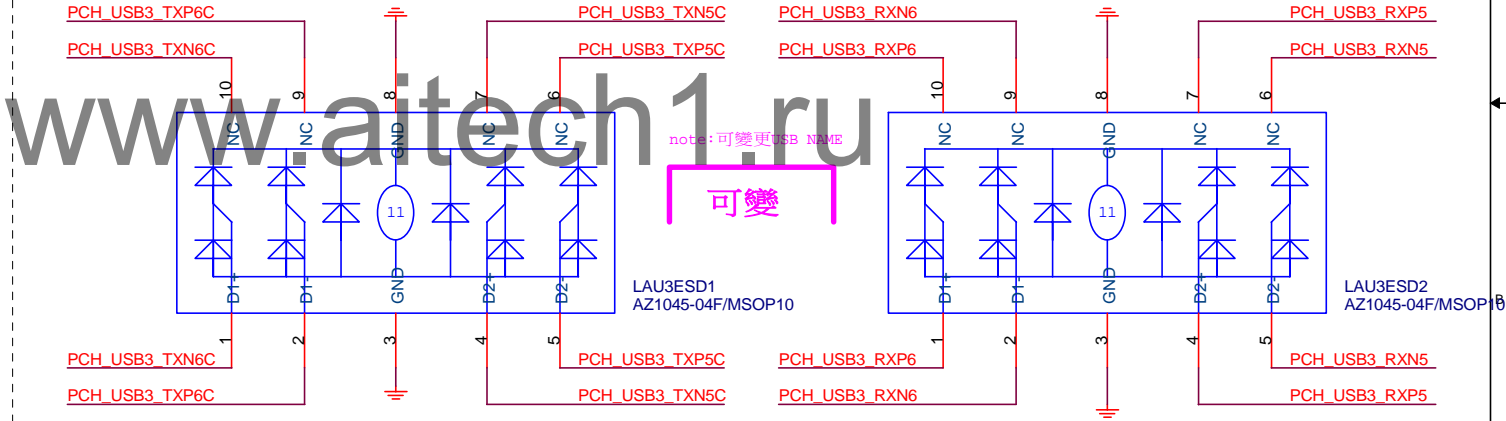 PCH_USB3_TXP6C
PCH_USB3_TXN5C
PCH_USB3_RXN6
PCH_USB3_RXP5
PCH_USB3_TXN6C
PCH_USB3_TXP5C
PCH_USB3_RXP6
PCH_USB3_RXN5
10 9 8 7 6
10 9 8 7 6
www.aitech1.ru
NC NC GND NC NC
NC NC GND NC NC
note:可變更USB NAME
可變
11
11
D1+ D1- GND D2+ D2-
D1+ D1- GND D2+ D2-
LAU3ESD1
AZ1045-04F/MSOP10
LAU3ESD2
AZ1045-04F/MSOP10
B
1 2 3 4 5
1 2 3 4 5
PCH_USB3_TXN6C
PCH_USB3_TXP5C
PCH_USB3_RXP6
PCH_USB3_RXN5
PCH_USB3_TXP6C
PCH_USB3_TXN5C
PCH_USB3_RXN6
PCH_USB3_RXP5